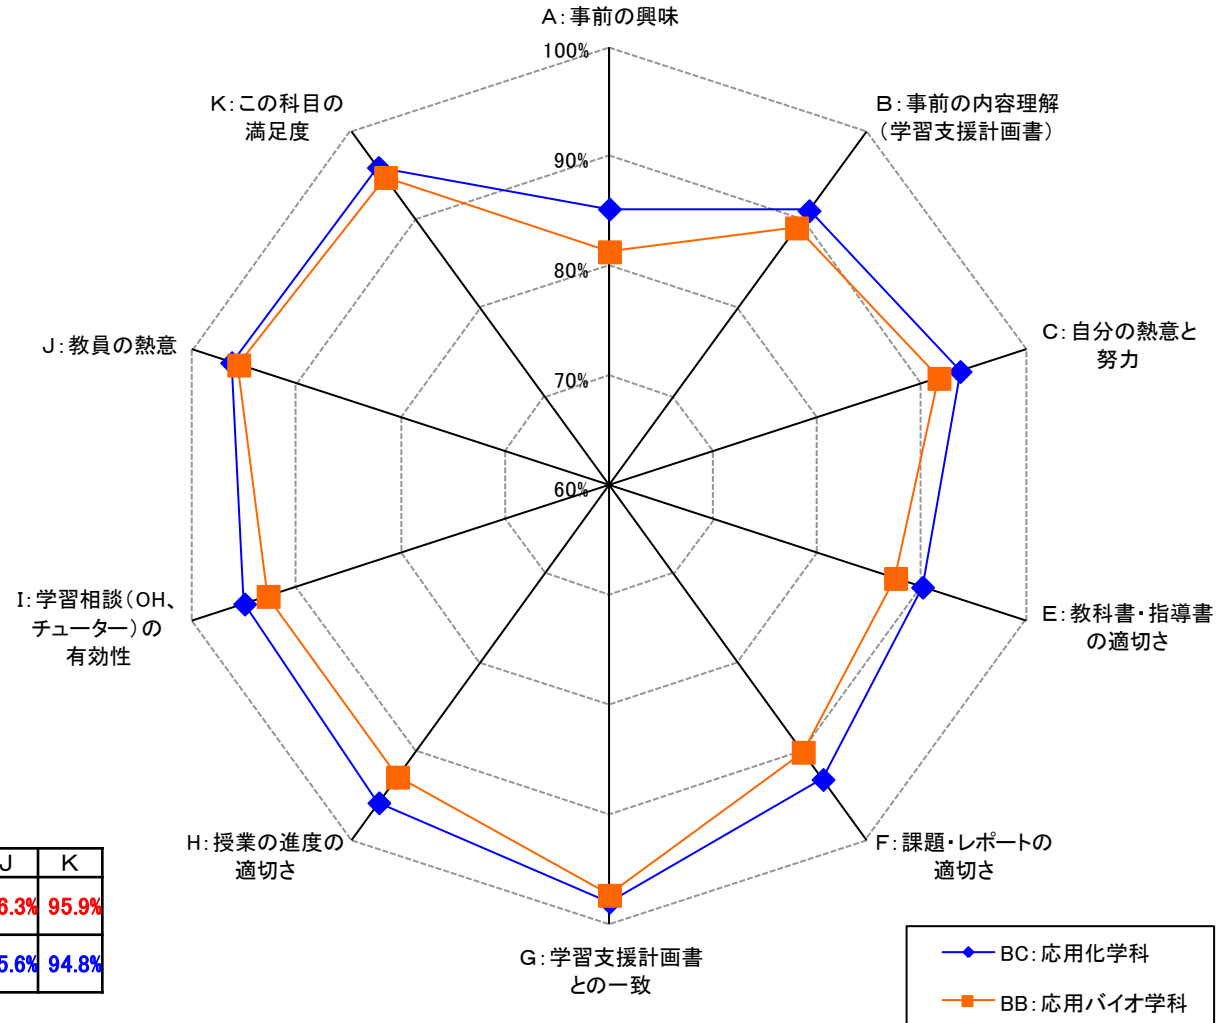 A:事前の興味
100%
K:この科目の
満足度
B:事前の内容理解
(学習支援計画書)
90%
80%
J:教員の熱意
C:自分の熱意と
努力
70%
60%
I:学習相談(OH、
チューター)の
有効性
E:教科書・指導書
の適切さ
H:授業の進度の
適切さ
F:課題・レポートの
適切さ
J K
6.3% 95.9%
5.6% 94.8%
G:学習支援計画書
との一致
BC:応用化学科
BB:応用バイオ学科